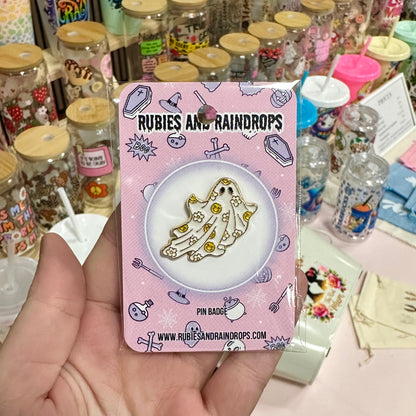 RUBIES AND RAINDROPS
BOO
PIN BADGE
WWW.RUBIESANDRAINDROPS.COM